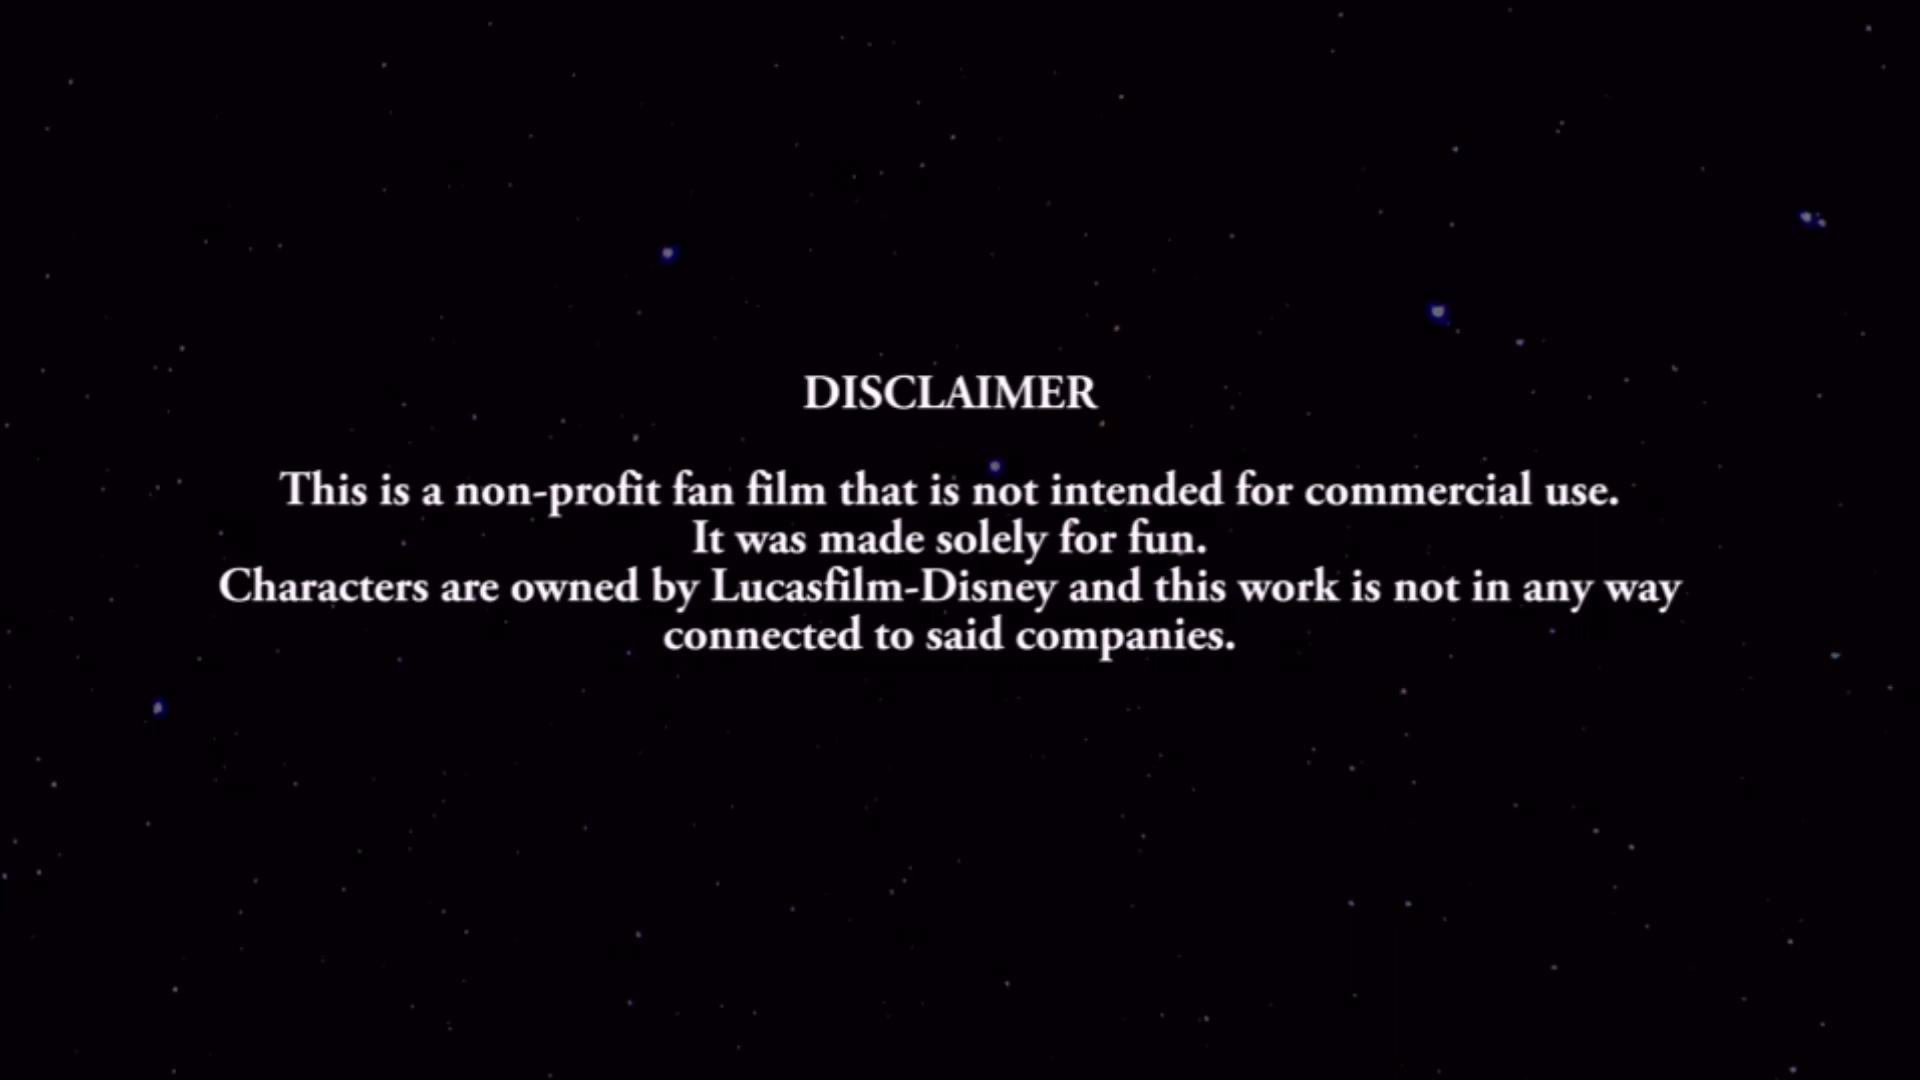 DISCLAIMER
This is a non-profit fan film that is not intended for commercial use.
It was made solely for fun.
Characters are owned by Lucasfilm-Disney and this work is not in any way
connected to said companies.